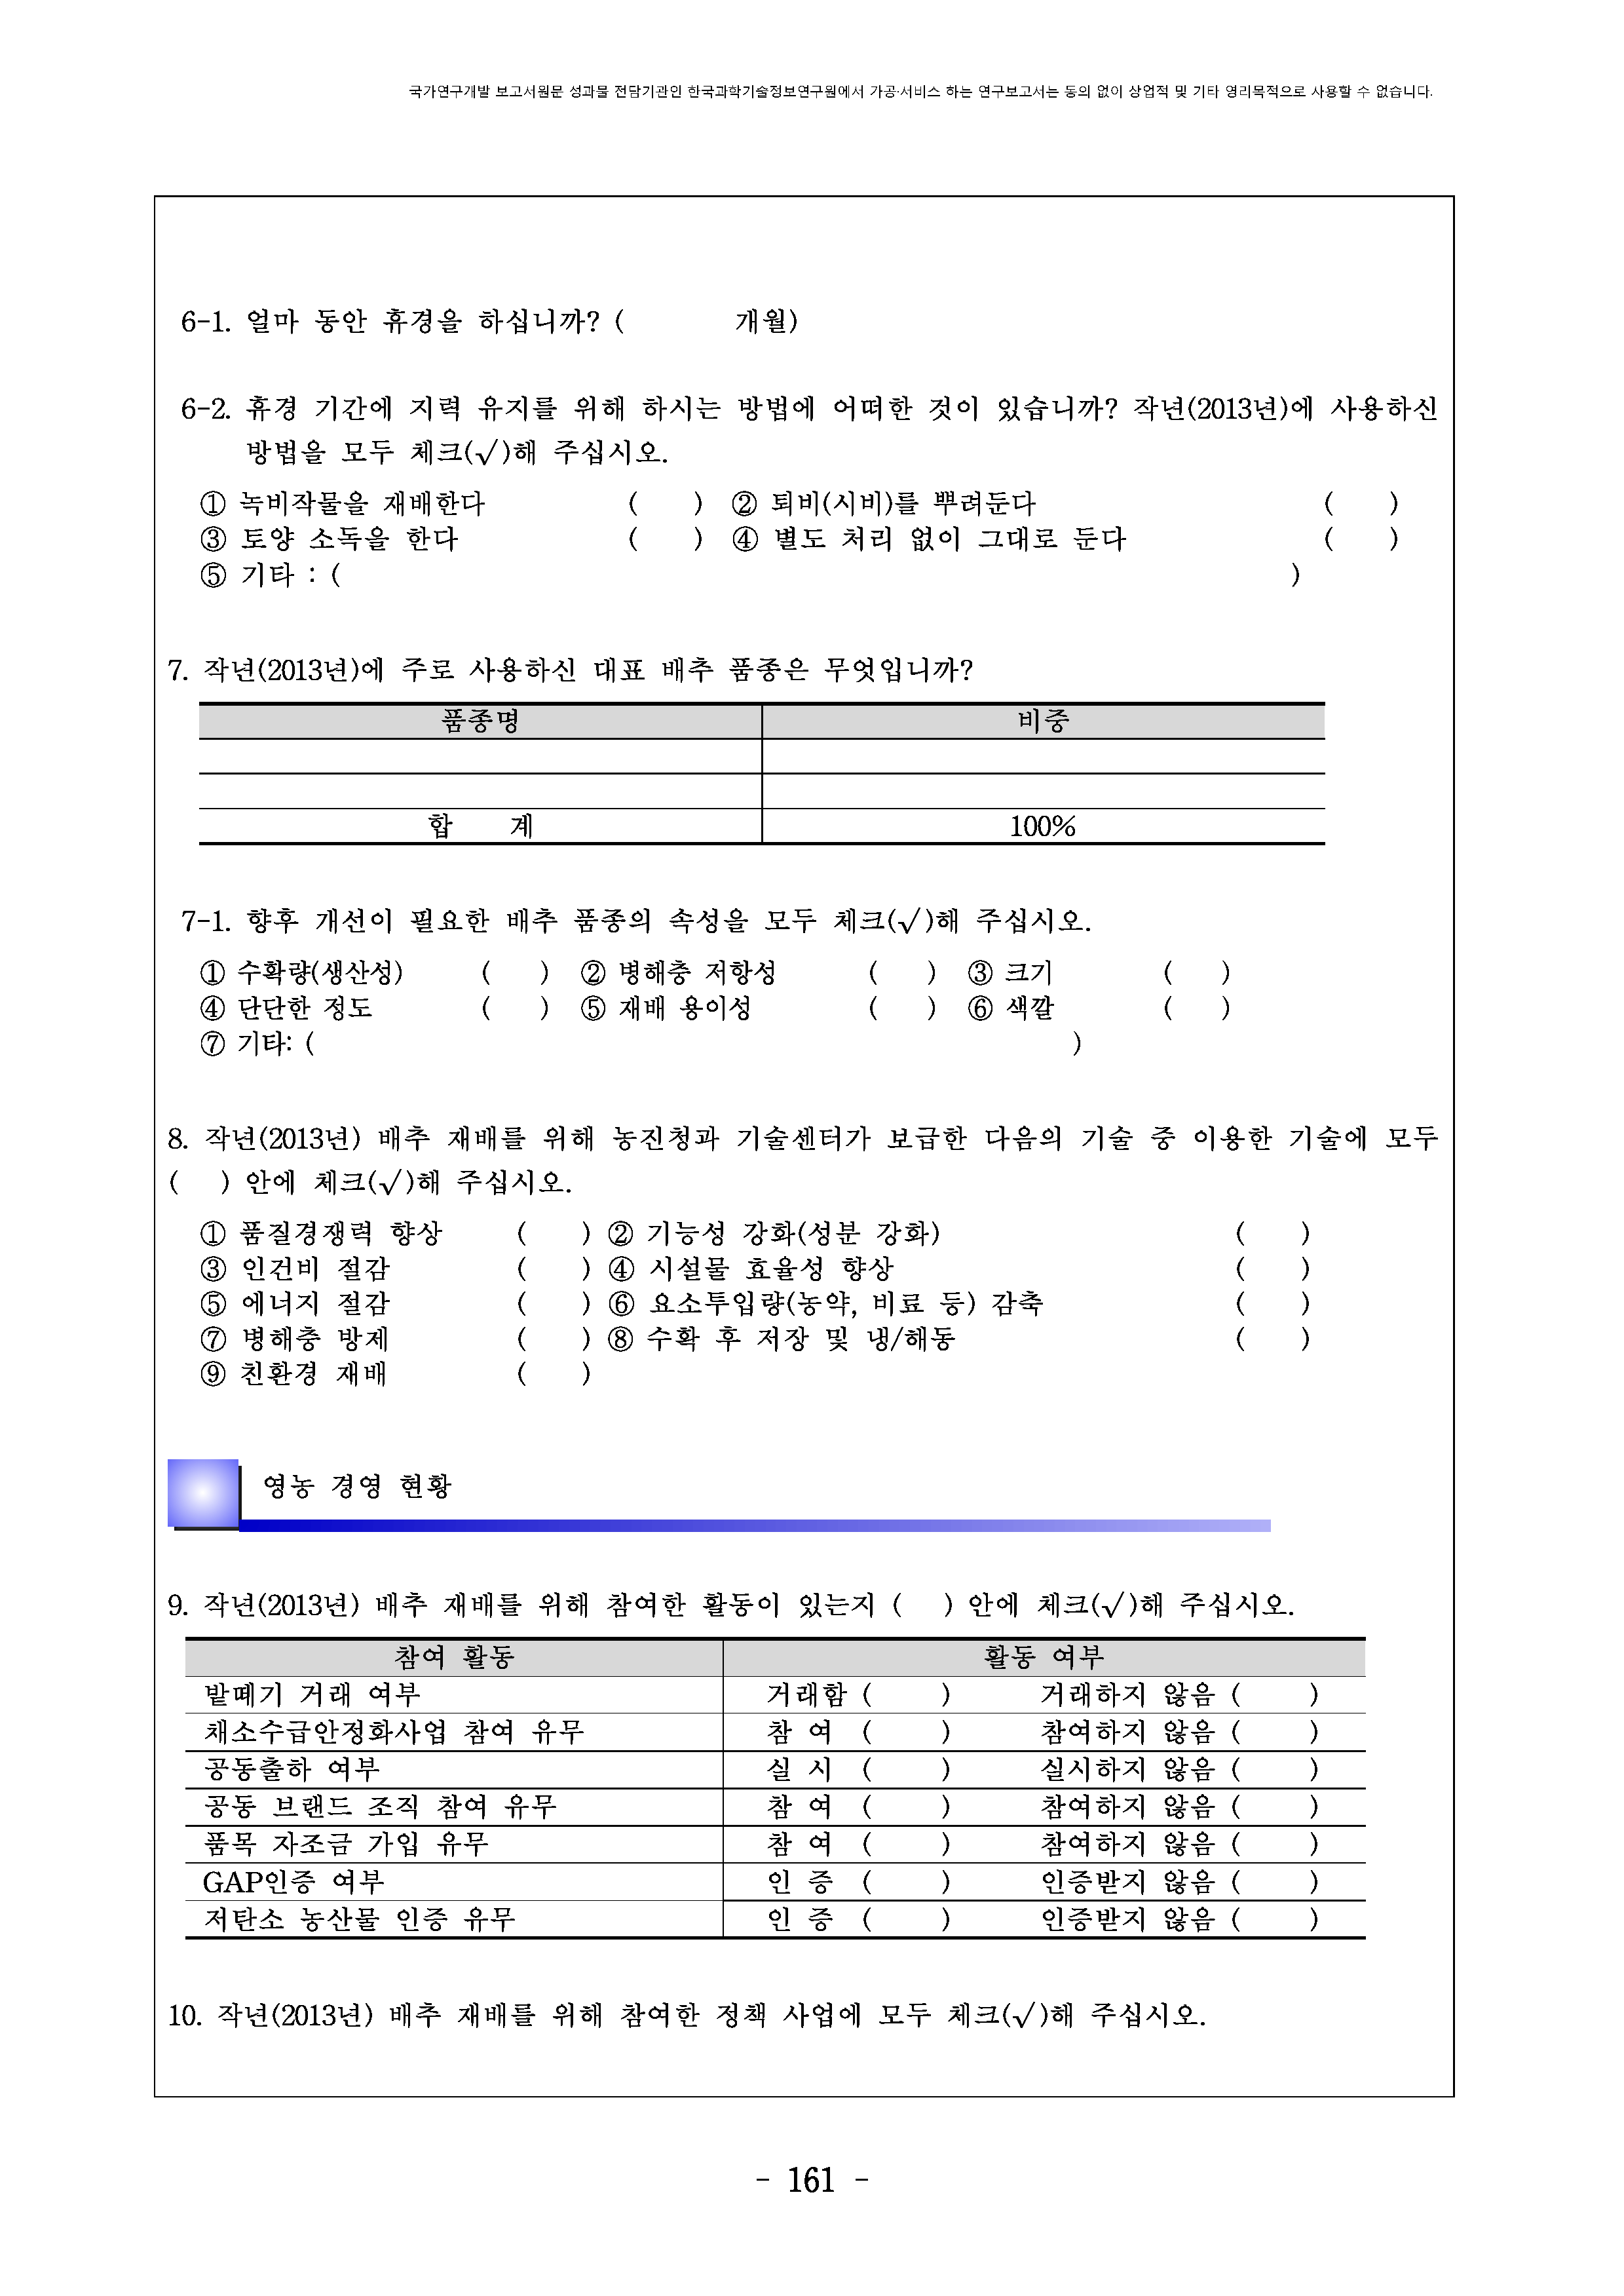 국가연구개발 보고서원문 성과물 전담기관인 한국과학기술정보연구원에서 가공·서비스 하는 연구보고서는 동의 없이 상업적 및 기타 영리목적으로 사용할 수 없습니다.
6-1. 얼마 동안 휴경을 하십니까? (       개월)
6-2. 휴경 기간에 지력 유지를 위해 하시는 방법에 어떠한 것이 있습니까? 작년(2013년)에 사용하신
방법을 모두 체크(√)해 주십시오.
① 녹비작물을 재배한다 (    ) ② 퇴비(시비)를 뿌려둔다 (    )
③ 토양 소독을 한다 (    ) ④ 별도 처리 없이 그대로 둔다 (    )
⑤ 기타 : (                    )
7. 작년(2013년)에 주로 사용하신 대표 배추 품종은 무엇입니까?
품종명 비중
합   계 100%
7-1. 향후 개선이 필요한 배추 품종의 속성을 모두 체크(√)해 주십시오.
① 수확량(생산성) (    ) ② 병해충 저항성 (    ) ③ 크기 (    )
④ 단단한 정도 (    ) ⑤ 재배 용이성 (    ) ⑥ 색깔 (    )
⑦ 기타: (                    )
8. 작년(2013년) 배추 재배를 위해 농진청과 기술센터가 보급한 다음의 기술 중 이용한 기술에 모두
(   ) 안에 체크(√)해 주십시오.
① 품질경쟁력 향상 (    ) ② 기능성 강화(성분 강화) (    )
③ 인건비 절감 (    ) ④ 시설물 효율성 향상 (    )
⑤ 에너지 절감 (    ) ⑥ 요소투입량(농약, 비료 등) 감축 (    )
⑦ 병해충 방제 (    ) ⑧ 수확 후 저장 및 냉/해동 (    )
⑨ 친환경 재배 (    )
영농 경영 현황
9. 작년(2013년) 배추 재배를 위해 참여한 활동이 있는지 (   ) 안에 체크(√)해 주십시오.
참여 활동 활동 여부
밭떼기 거래 여부 거래함 (     ) 거래하지 않음 (     )
채소수급안정화사업 참여 유무 참 여 (     ) 참여하지 않음 (     )
공동출하 여부 실 시 (     ) 실시하지 않음 (     )
공동 브랜드 조직 참여 유무 참 여 (     ) 참여하지 않음 (     )
품목 자조금 가입 유무 참 여 (     ) 참여하지 않음 (     )
GAP인증 여부 인 증 (     ) 인증받지 않음 (     )
저탄소 농산물 인증 유무 인 증 (     ) 인증받지 않음 (     )
10. 작년(2013년) 배추 재배를 위해 참여한 정책 사업에 모두 체크(√)해 주십시오.
- 161 -